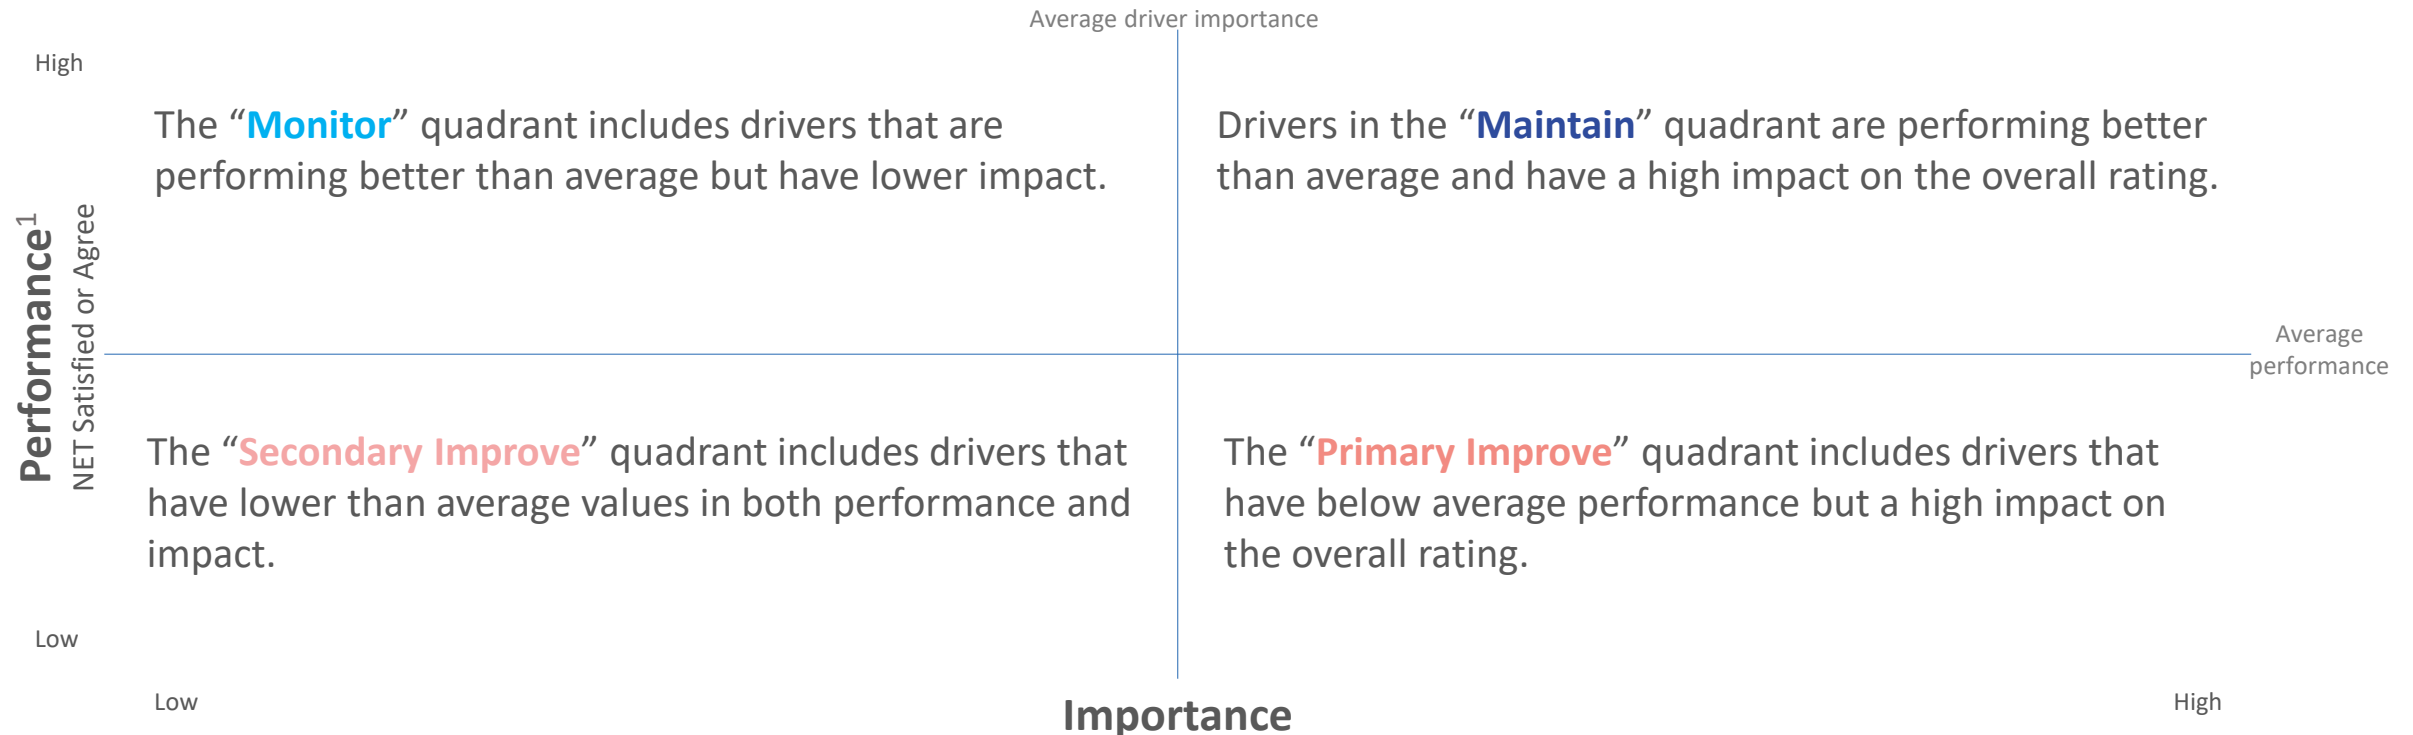 Average driver importance
High
The “Monitor” quadrant includes drivers that are
performing better than average but have lower impact.
Drivers in the “Maintain” quadrant are performing better
than average and have a high impact on the overall rating.
Performance1
NET Satisfied or Agree
Average
performance
The “Secondary Improve” quadrant includes drivers that
have lower than average values in both performance and
impact.
The “Primary Improve” quadrant includes drivers that
have below average performance but a high impact on
the overall rating.
Low
Low
Importance
High